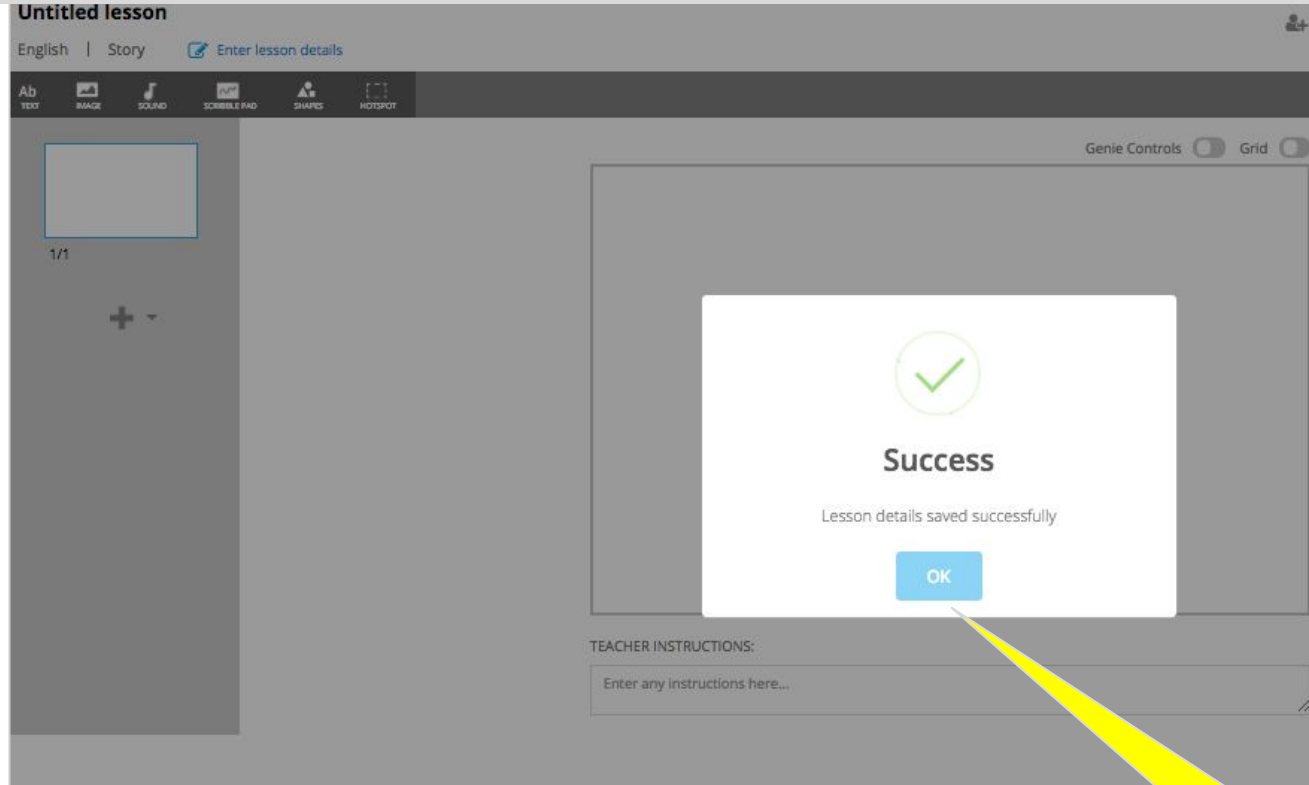 Untitled lesson
English | Story Enter lesson details
Ab
TEXT IMAGE SOUND SCRIBBLE PAD SHAPES HOTSPOT
Genie Controls Grid
1/1
Success
Lesson details saved successfully
OK
TEACHER INSTRUCTIONS:
Enter any instructions here...